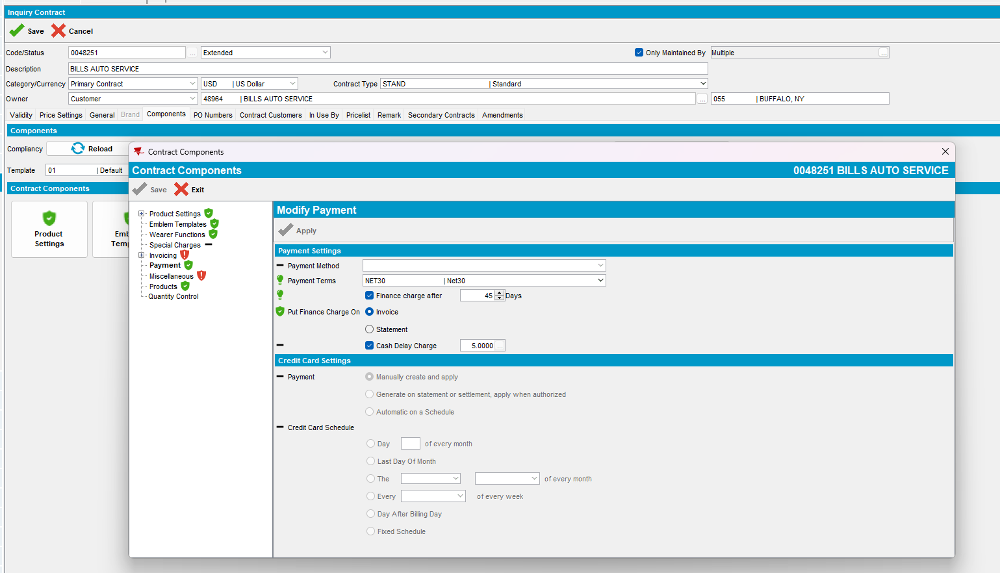 Inquiry Contract
Save Cancel
Code/Status 0048251 ... Extended Only Maintained By Multiple ...
Description BILLS AUTO SERVICE
Category/Currency Primary Contract USD | US Dollar Contract Type STAND | Standard
Owner Customer 48964 | BILLS AUTO SERVICE ... 055 | BUFFALO, NY
Validity Price Settings General Brand Components PO Numbers Contract Customers In Use By Pricelist Remark Secondary Contracts Amendments
Components
Compliancy Reload
Template 01 | Default
Contract Components
Product
Settings
Emb
Temp
Contract Components
Contract Components 0048251 BILLS AUTO SERVICE
Save Exit
Product Settings
Emblem Templates
Wearer Functions
Special Charges
Invoicing
Payment
Miscellaneous
Products
Quantity Control
Modify Payment
Apply
Payment Settings
Payment Method
Payment Terms NET30 | Net30
Finance charge after 45 Days
Put Finance Charge On Invoice
Statement
Cash Delay Charge 5.0000 ...
Credit Card Settings
Payment Manually create and apply
Generate on statement or settlement, apply when authorized
Automatic on a Schedule
Credit Card Schedule
Day of every month
Last Day Of Month
The of every month
Every of every week
Day After Billing Day
Fixed Schedule